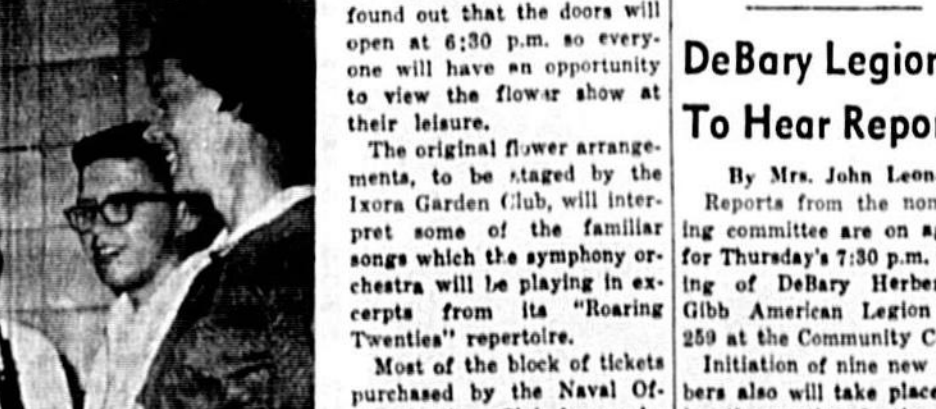 found out that the doors will
open at 6:30 p.m. so every-
one will have an opportunity
to view the flower show at
their leisure.
The original flower arrange-
ments, to be staged by the
Ixora Garden Club, will inter-
pret some of the familiar
songs which the symphony or-
chestra will be playing in ex-
cerpts from its "Roaring
Twenties" repertoire.
Most of the block of tickets
purchased by the Naval Of-
DeBary Legion
To Hear Repo
By Mrs. John Leon
Reports from the nom
ing committee are on ag
for Thursday's 7:30 p.m.
ing of DeBary Herber
Gibb American Legion
259 at the Community C
Initiation of nine new
bers also will take place